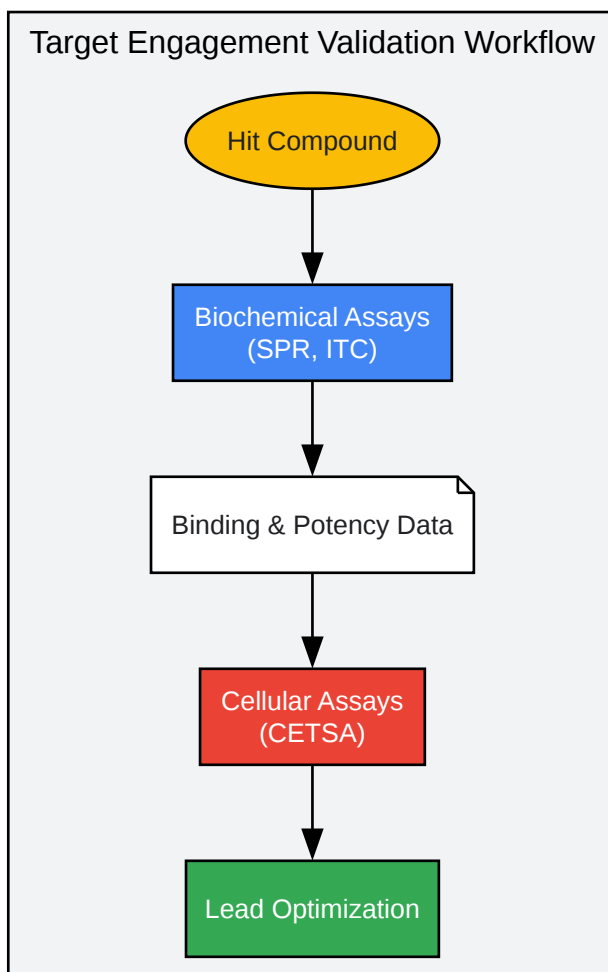 Target Engagement Validation Workflow
Hit Compound
Biochemical Assays
(SPR, ITC)
Binding & Potency Data
Cellular Assays
(CETSA)
Lead Optimization